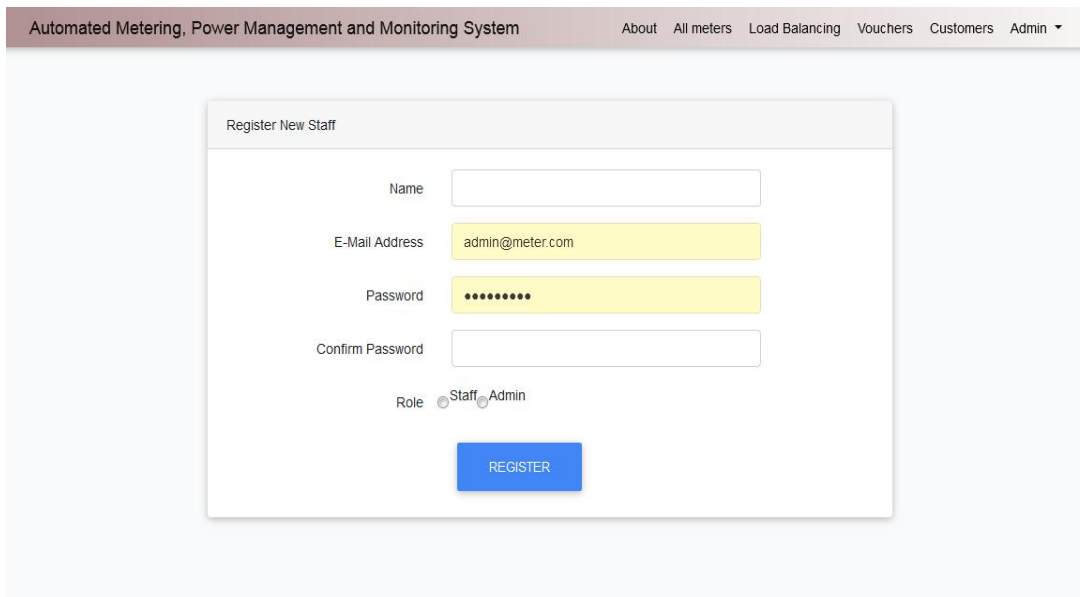 Automated Metering, Power Management and Monitoring System About All meters Load Balancing Vouchers Customers Admin
Register New Staff
Name
E-Mail Address admin@meter.com
Password •••••••••
Confirm Password
Role Staff Admin
REGISTER